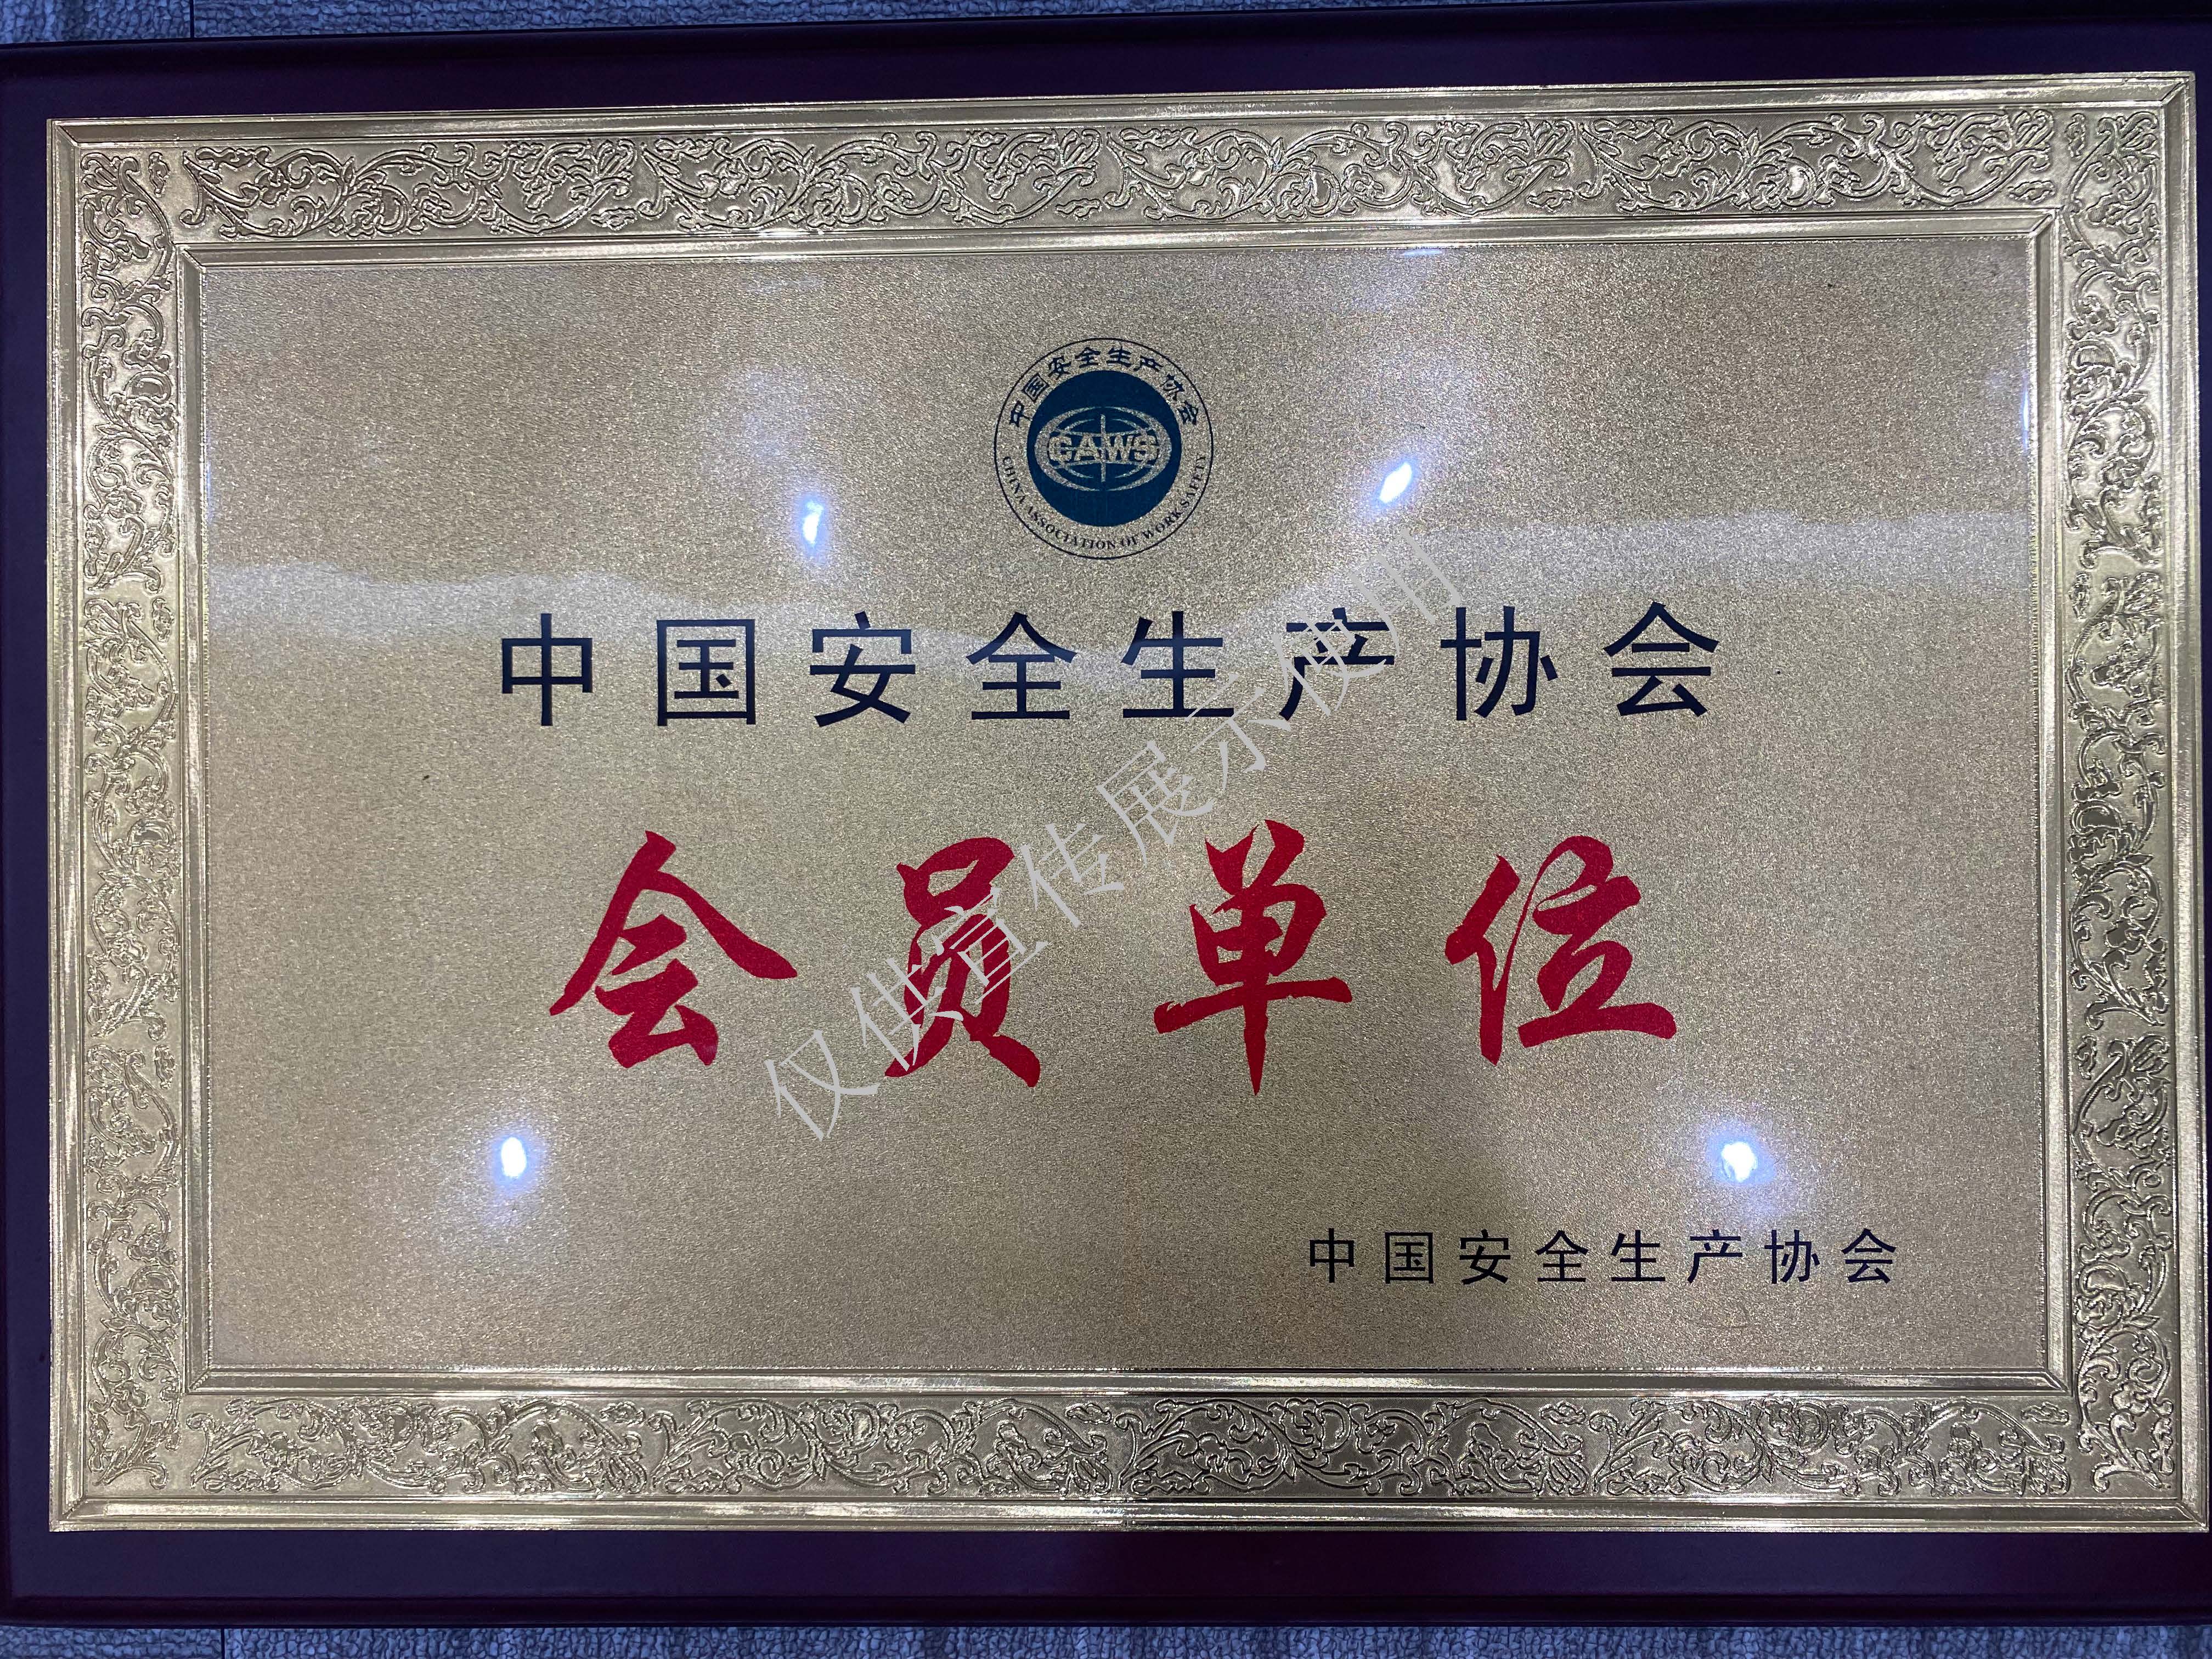 中国安全生产协会
CAWS
CHINA ASSOCIATION OF WORK SAFETY
中国安全生产协会
会员单位
仅供宣传展示使用
中国安全生产协会